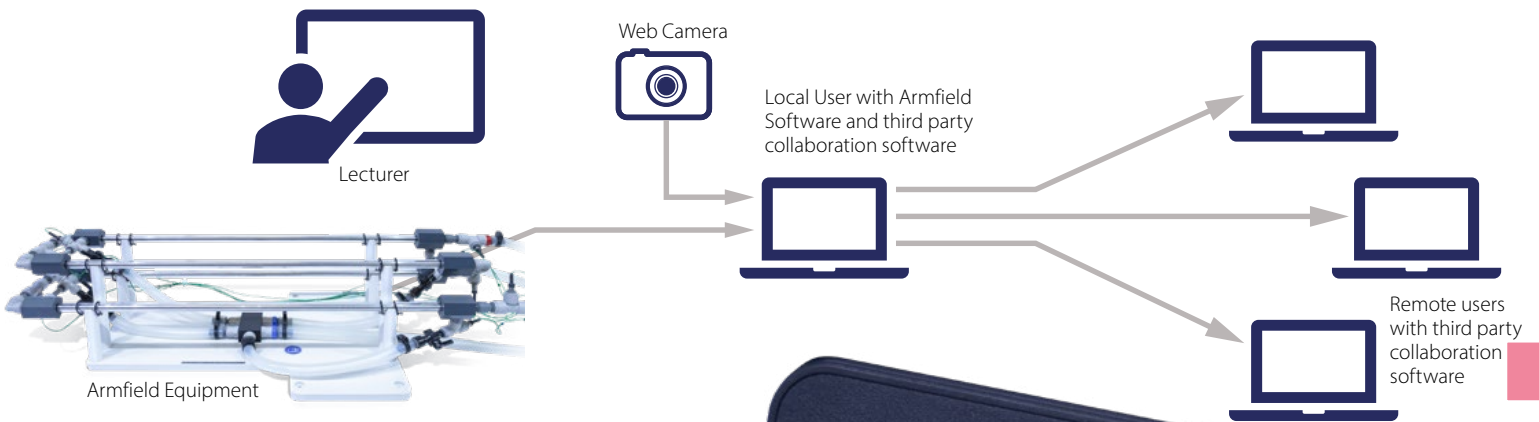 Web Camera
Local User with Armfield
Software and third party
collaboration software
Lecturer
Armfield Equipment
Remote users
with third party
collaboration
software